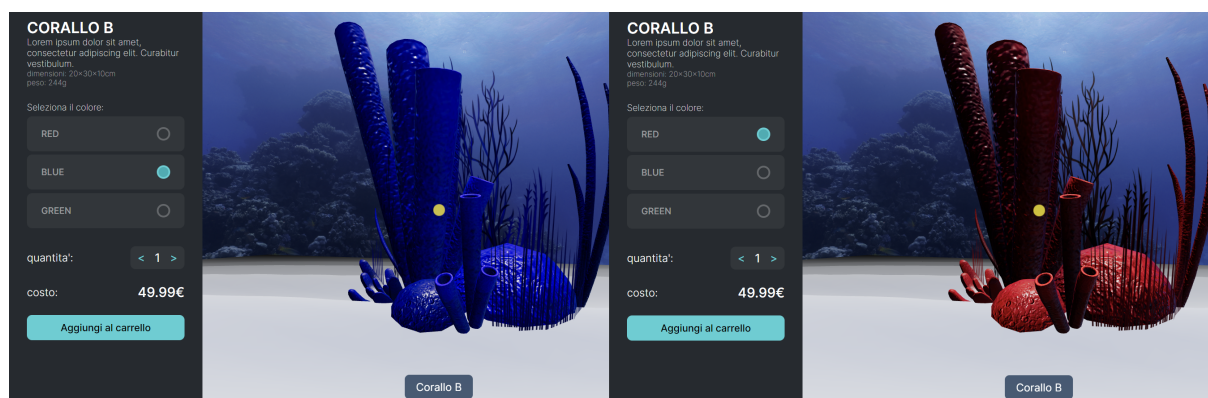 CORALLO B
Lorem ipsum dolor sit amet,
consectetur adipiscing elit. Curabitur
vestibulum.
dimensioni: 20×30×10cm
peso: 244g
Seleziona il colore:
RED
BLUE
GREEN
quantita':
< 1 >
costo:
49.99€
Aggiungi al carrello
Corallo B
CORALLO B
Lorem ipsum dolor sit amet,
consectetur adipiscing elit. Curabitur
vestibulum.
dimensioni: 20×30×10cm
peso: 244g
Seleziona il colore:
RED
BLUE
GREEN
quantita':
< 1 >
costo:
49.99€
Aggiungi al carrello
Corallo B